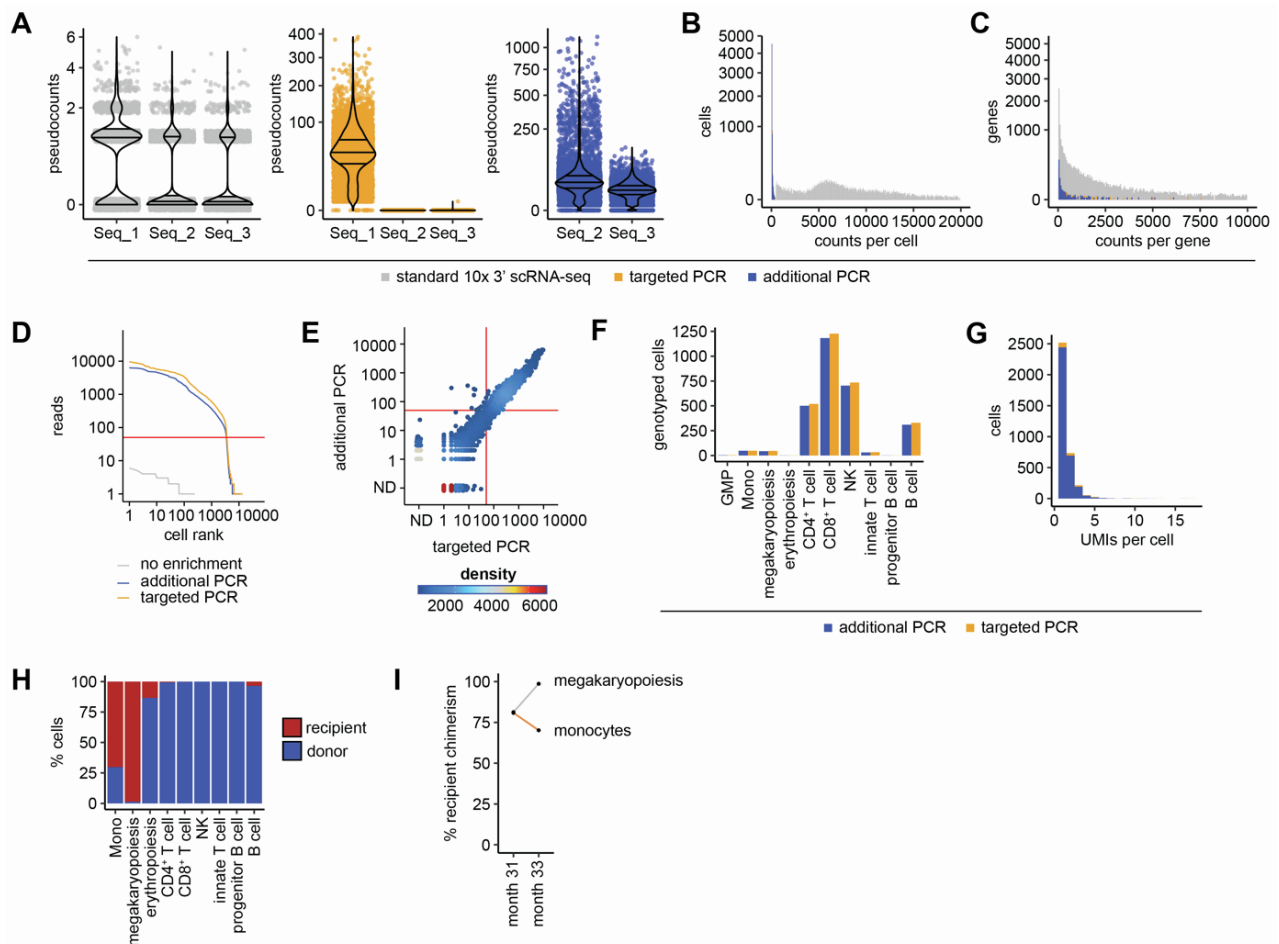 A
B
C
6
2
0
pseudocounts
Seq_1 Seq_2 Seq_3
400
300
200
100
0
pseudocounts
Seq_1 Seq_2 Seq_3
1000
750
500
250
0
pseudocounts
Seq_2 Seq_3
5000
4000
3000
2000
1000
cells
0 5000 10000 15000 20000
counts per cell
5000
4000
3000
2000
1000
genes
0 2500 5000 7500 10000
counts per gene
standard 10x 3' scRNA-seq targeted PCR additional PCR
D
10000
1000
100
10
1
reads
1 10 100 1000 10000
cell rank
no enrichment
additional PCR
targeted PCR
E
10000
1000
100
10
1
ND
additional PCR
ND 1 10 100 1000 10000
targeted PCR
density
2000 4000 6000
F
1250
1000
750
500
250
0
genotyped cells
GMP
Mono
megakaryopoiesis
erythropoiesis
CD4⁺ T cell
CD8⁺ T cell
NK
innate T cell
progenitor B cell
B cell
G
2500
2000
1500
1000
500
0
cells
0 5 10 15
UMIs per cell
additional PCR targeted PCR
H
100
75
50
25
0
% cells
Mono
megakaryopoiesis
erythropoiesis
CD4⁺ T cell
CD8⁺ T cell
NK
innate T cell
progenitor B cell
B cell
recipient
donor
I
100
75
50
25
0
% recipient chimerism
megakaryopoiesis
monocytes
month 31
month 33